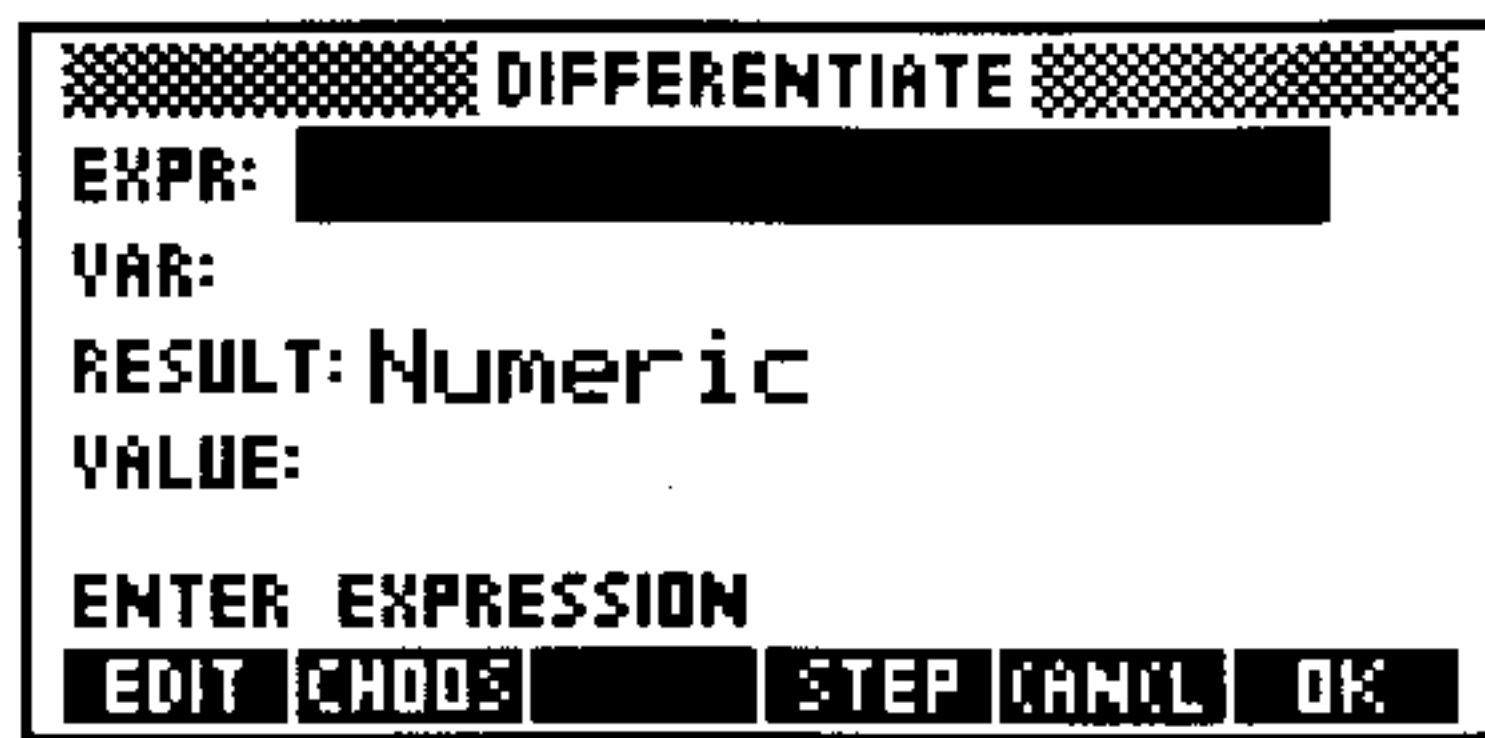 DIFFERENTIATE
EXPR:
VAR:
RESULT: Numeric
VALUE:
ENTER EXPRESSION
EDIT CHOOS STEP CANCL OK